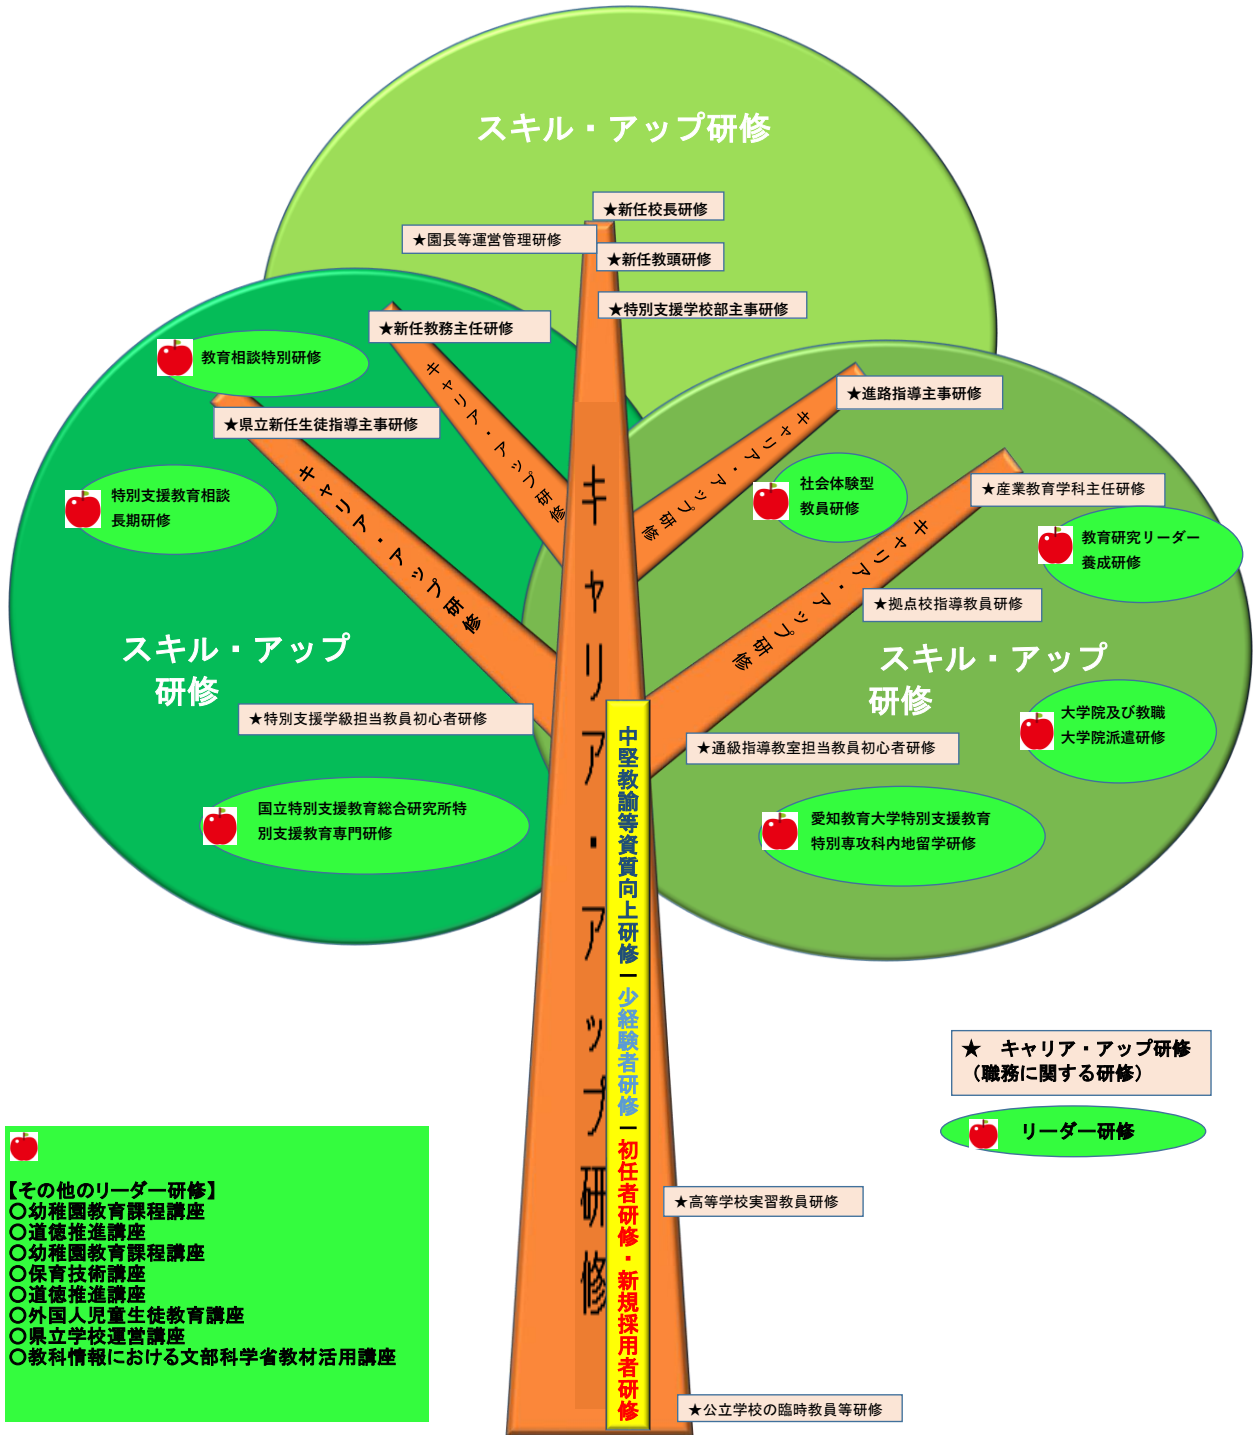 スキル・アップ研修
★新任校長研修
★園長等運営管理研修
★新任教頭研修
★特別支援学校部主事研修
★新任教務主任研修
教育相談特別研修
★県立新任生徒指導主事研修
★進路指導主事研修
キャリア・アップ研修
キャリア・アップ研修
キャリア・アップ研修
キャリア・アップ研修
特別支援教育相談
長期研修
社会体験型
教員研修
★産業教育学科主任研修
教育研究リーダー
養成研修
★拠点校指導教員研修
スキル・アップ
研修
スキル・アップ
研修
★特別支援学級担当教員初心者研修
★通級指導教室担当教員初心者研修
大学院及び教職
大学院派遣研修
国立特別支援教育総合研究所特
別支援教育専門研修
愛知教育大学特別支援教育
特別専攻科内地留学研修
キャリア・アップ研修
中堅教諭等資質向上研修ー少経験者研修ー初任者研修・新規採用者研修
★　キャリア・アップ研修
（職務に関する研修）
リーダー研修
★高等学校実習教員研修
★公立学校の臨時教員等研修
【その他のリーダー研修】
〇幼稚園教育課程講座
〇道徳推進講座
〇幼稚園教育課程講座
〇保育技術講座
〇道徳推進講座
〇外国人児童生徒教育講座
〇県立学校運営講座
〇教科情報における文部科学省教材活用講座